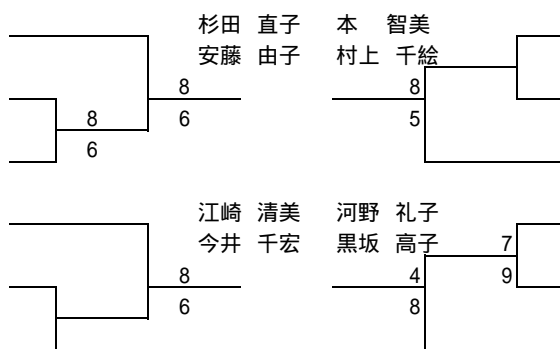 杉田 直子 本 智美
安藤 由子 村上 千絵
8 8
8 6 5
6
江崎 清美 河野 礼子
今井 千宏 黒坂 高子 7
8 4 9
6 8